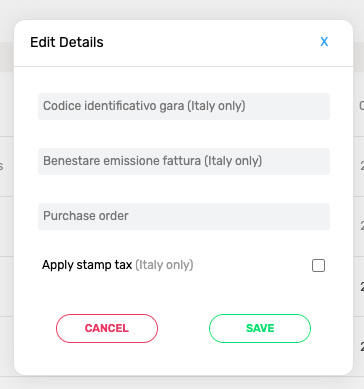 Edit Details
X
Codice identificativo gara (Italy only)
Benestare emissione fattura (Italy only)
Purchase order
Apply stamp tax (Italy only)
CANCEL
SAVE